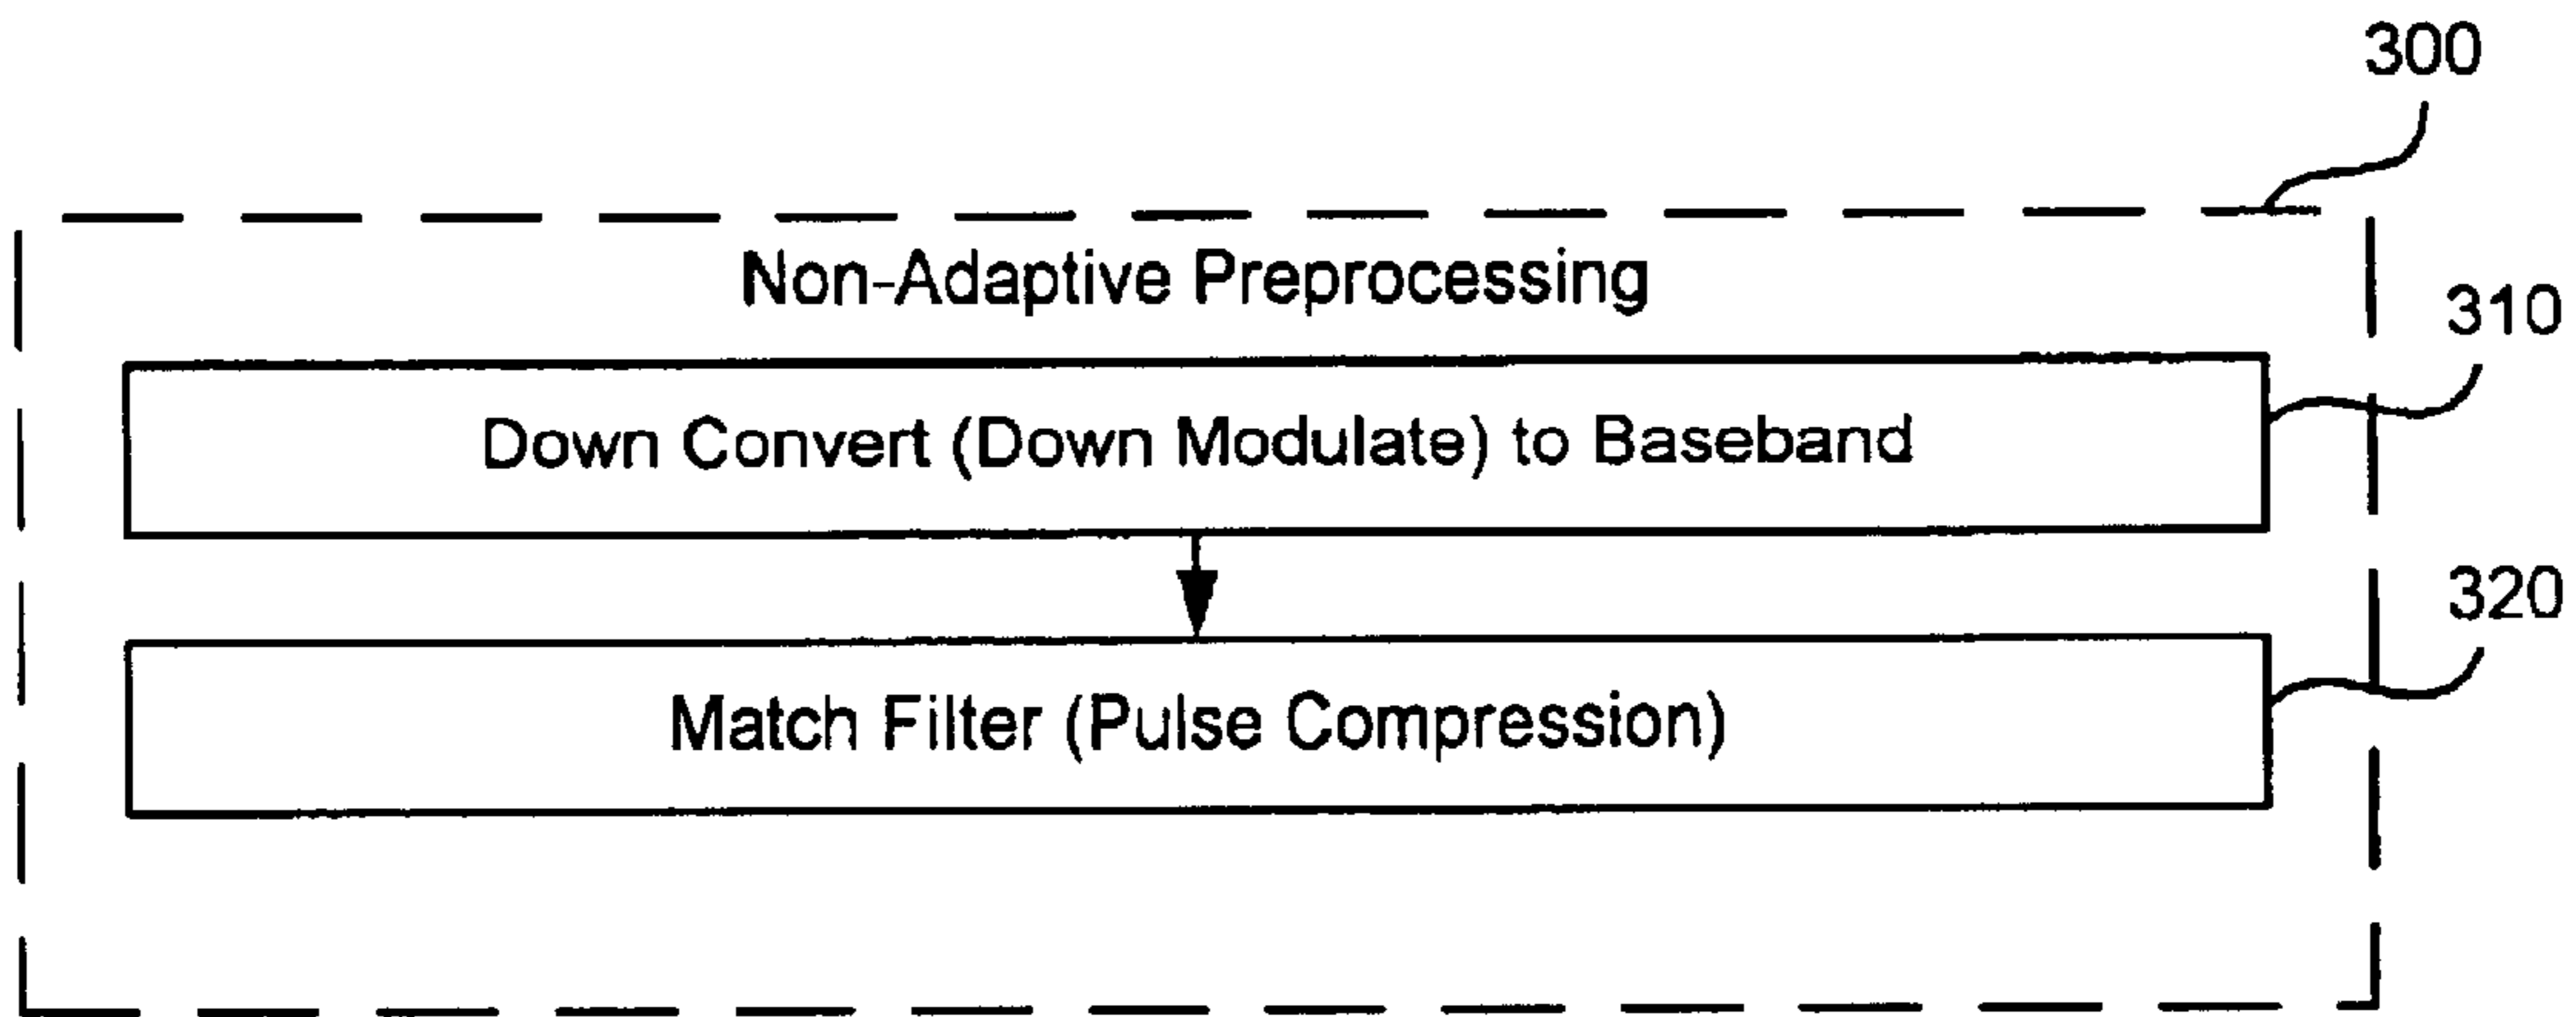 300
Non-Adaptive Preprocessing
310
Down Convert (Down Modulate) to Baseband
320
Match Filter (Pulse Compression)